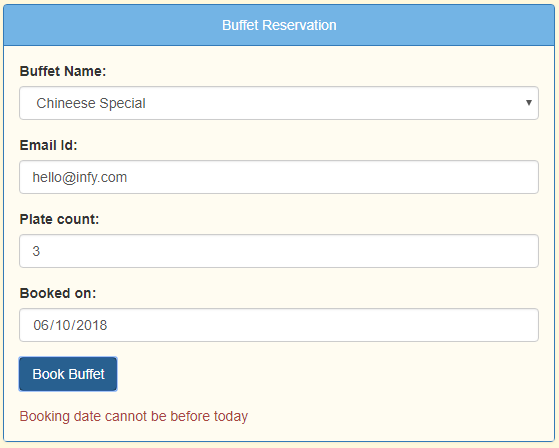 Buffet Reservation
Buffet Name:
Chineese Special
Email Id:
hello@infy.com
Plate count:
3
Booked on:
06/10/2018
Book Buffet
Booking date cannot be before today